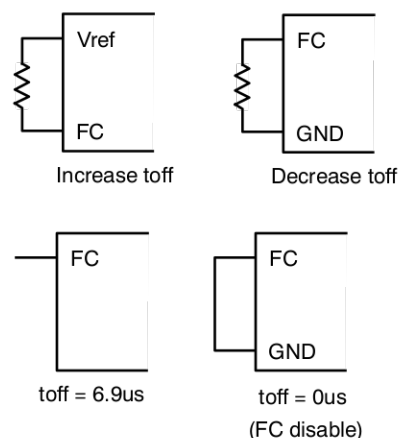 Vref
FC
Increase toff
FC
GND
Decrease toff
FC
toff = 6.9us
FC
GND
toff = 0us
(FC disable)